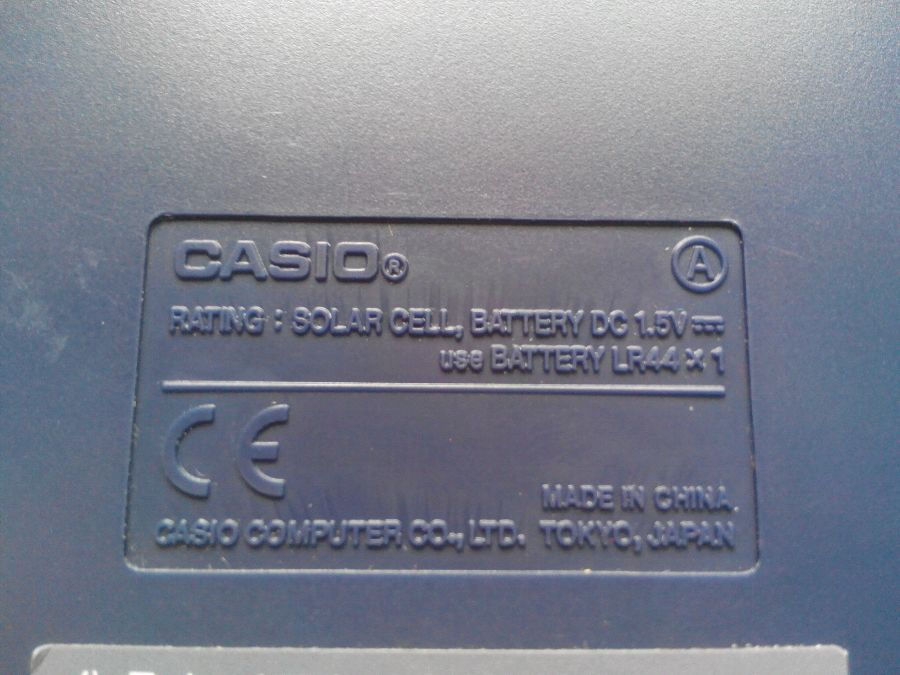 CASIO® Ⓐ
RATING : SOLAR CELL, BATTERY DC 1.5V ⎓
use BATTERY LR44 × 1
CE
MADE IN CHINA
CASIO COMPUTER CO., LTD. TOKYO, JAPAN